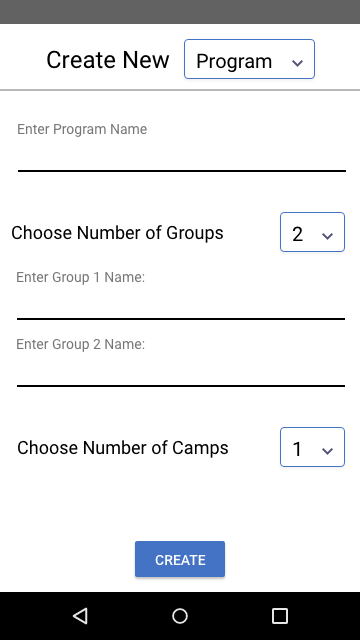 Create New Program
Enter Program Name
Choose Number of Groups 2
Enter Group 1 Name:
Enter Group 2 Name:
Choose Number of Camps 1
CREATE